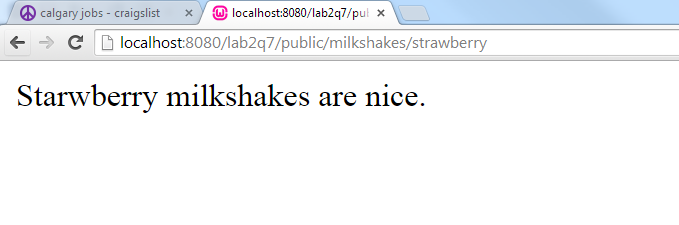 calgary jobs - craigslist
localhost:8080/lab2q7/pul
localhost:8080/lab2q7/public/milkshakes/strawberry
Starwberry milkshakes are nice.